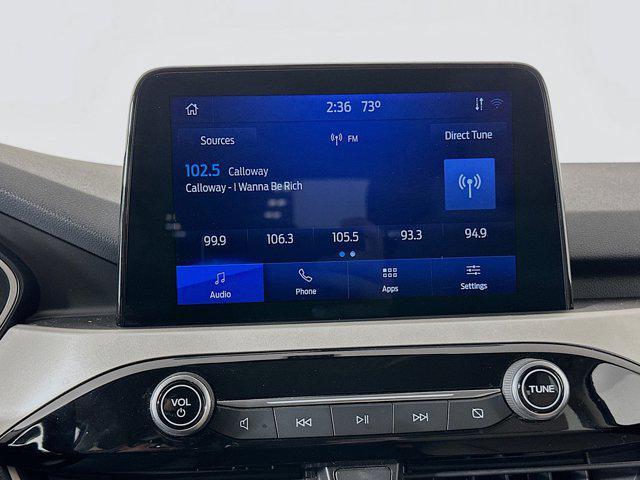 2:36 73º
Sources FM Direct Tune
102.5 Calloway
Calloway - I Wanna Be Rich
99.9 106.3 105.5 93.3 94.9
Audio Phone Apps Settings
VOL TUNE